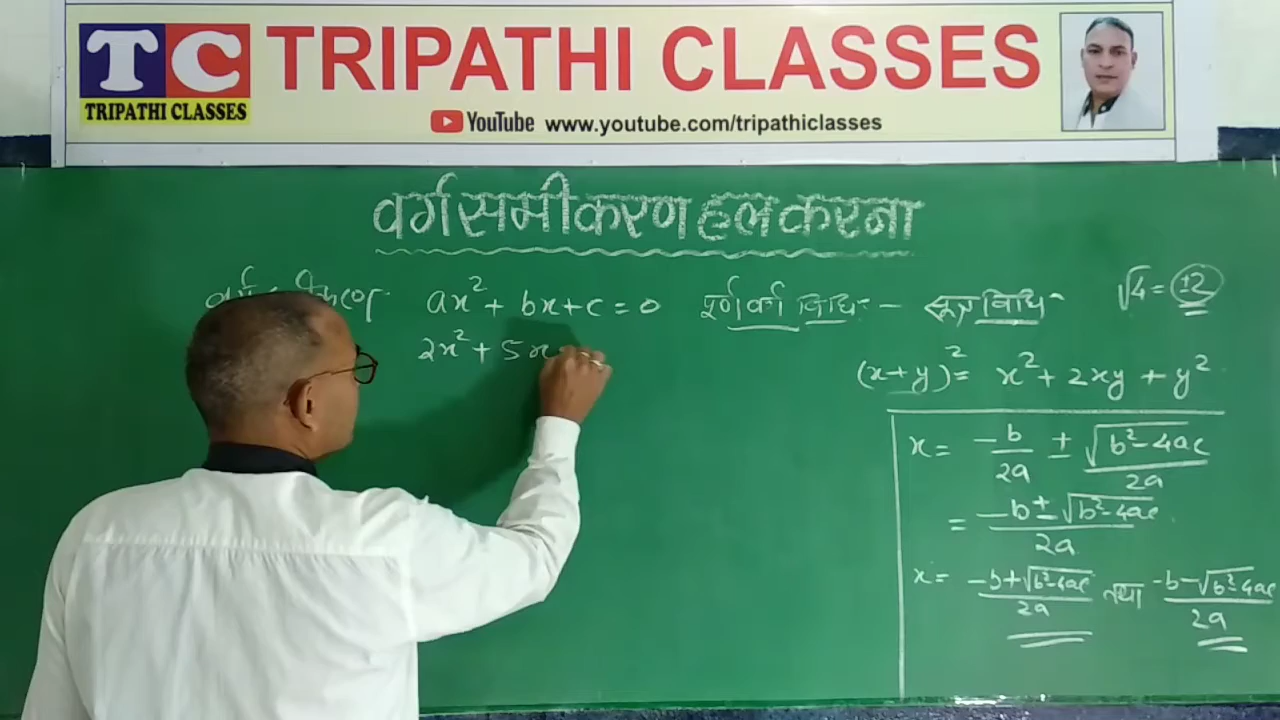 TC TRIPATHI CLASSES
TRIPATHI CLASSES
YouTube www.youtube.com/tripathiclasses
वर्ग समीकरण हल करना
वर्ग ax² + bx + c = 0 पूर्ण वर्ग विधि - सूत्र विधि - √4 = ±2
2x² + 5x
(x+y)² = x² + 2xy + y²
x = -b/2a ± √(b²-4ac)/2a
= (-b ± √(b²-4ac))/2a
x = (-b+√(b²-4ac))/2a तथा (-b-√(b²-4ac))/2a